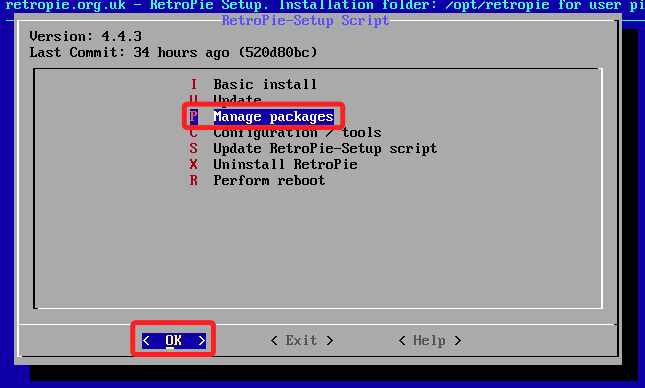 retropie.org.uk - RetroPie Setup. Installation folder: /opt/retropie for user pi
RetroPie-Setup Script
Version: 4.4.3
Last Commit: 34 hours ago (520d80bc)
I Basic install
U Update
P Manage packages
C Configuration / tools
S Update RetroPie-Setup script
X Uninstall RetroPie
R Perform reboot
< OK > < Exit > < Help >